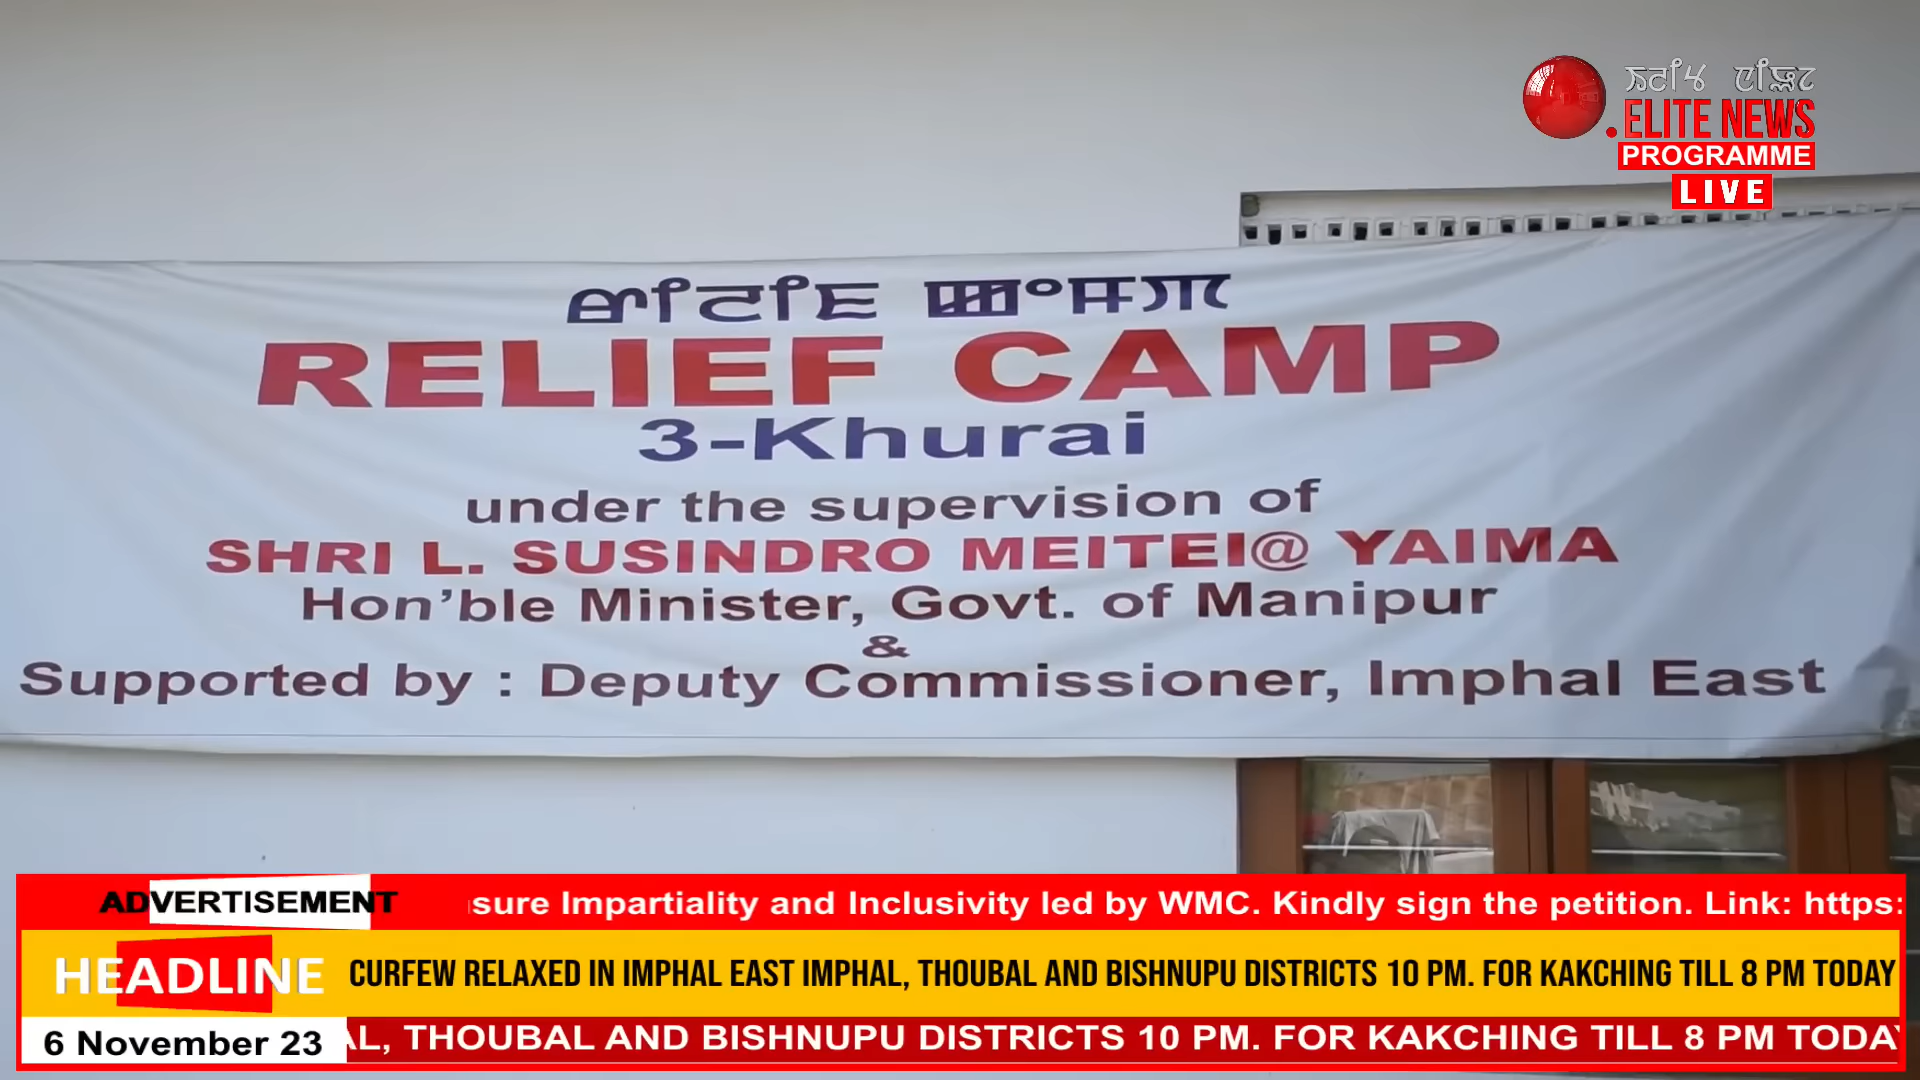 ELITE NEWS
PROGRAMME
LIVE
RELIEF CAMP
3-Khurai
under the supervision of
SHRI L. SUSINDRO MEITEI@ YAIMA
Hon’ble Minister, Govt. of Manipur
&
Supported by : Deputy Commissioner, Imphal East
ADVERTISEMENT
sure Impartiality and Inclusivity led by WMC. Kindly sign the petition. Link: https:
HEADLINE
CURFEW RELAXED IN IMPHAL EAST IMPHAL, THOUBAL AND BISHNUPU DISTRICTS 10 PM. FOR KAKCHING TILL 8 PM TODAY
6 November 23
AL, THOUBAL AND BISHNUPU DISTRICTS 10 PM. FOR KAKCHING TILL 8 PM TODAY